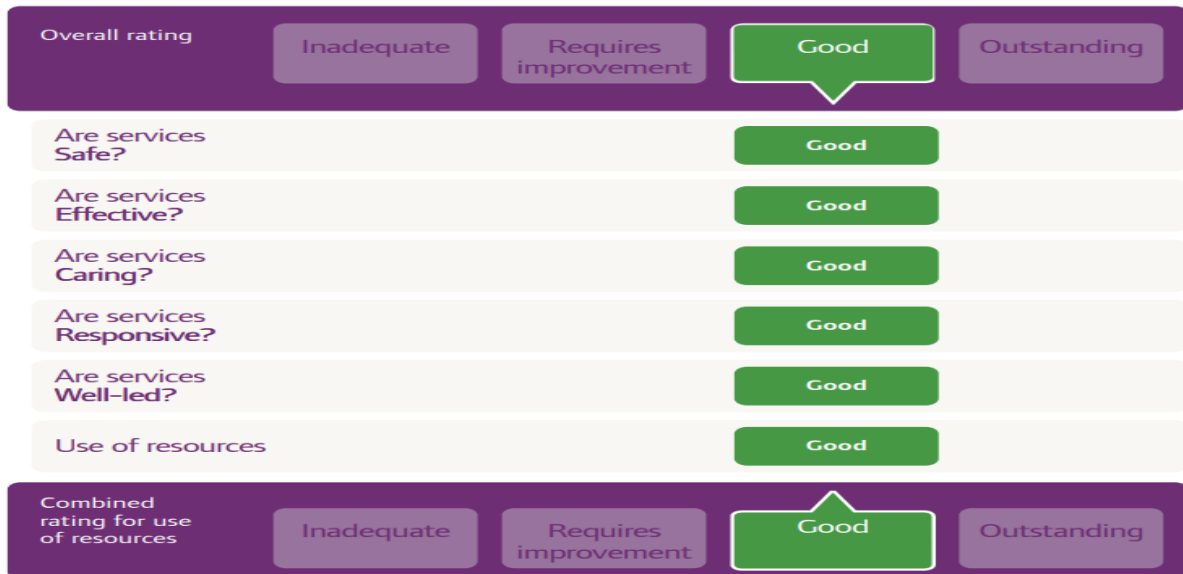 Overall rating
Inadequate
Requires
improvement
Good
Outstanding
Are services
Safe?
Good
Are services
Effective?
Good
Are services
Caring?
Good
Are services
Responsive?
Good
Are services
Well-led?
Good
Use of resources
Good
Combined
rating for use
of resources
Inadequate
Requires
improvement
Good
Outstanding